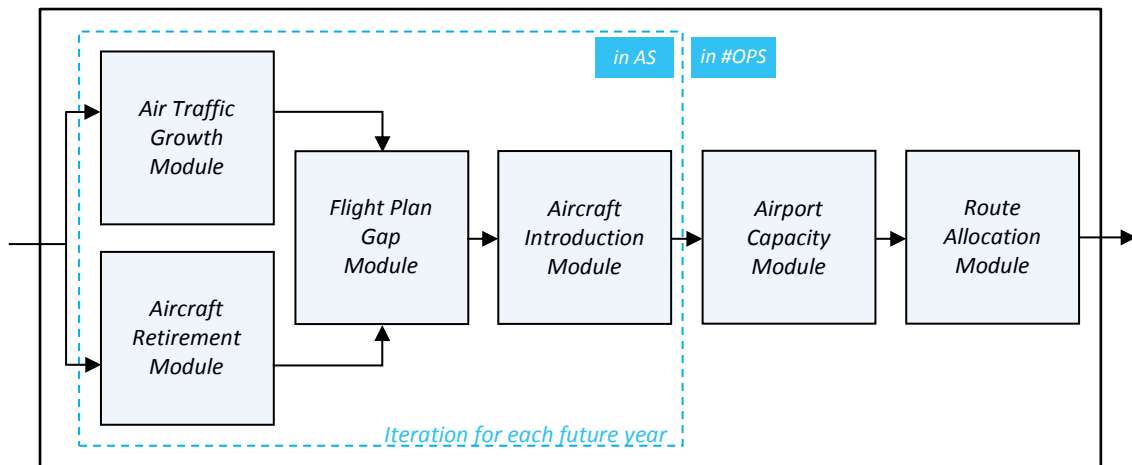 in AS
in #OPS
Air Traffic
Growth
Module
Flight Plan
Gap
Module
Aircraft
Introduction
Module
Airport
Capacity
Module
Route
Allocation
Module
Aircraft
Retirement
Module
Iteration for each future year